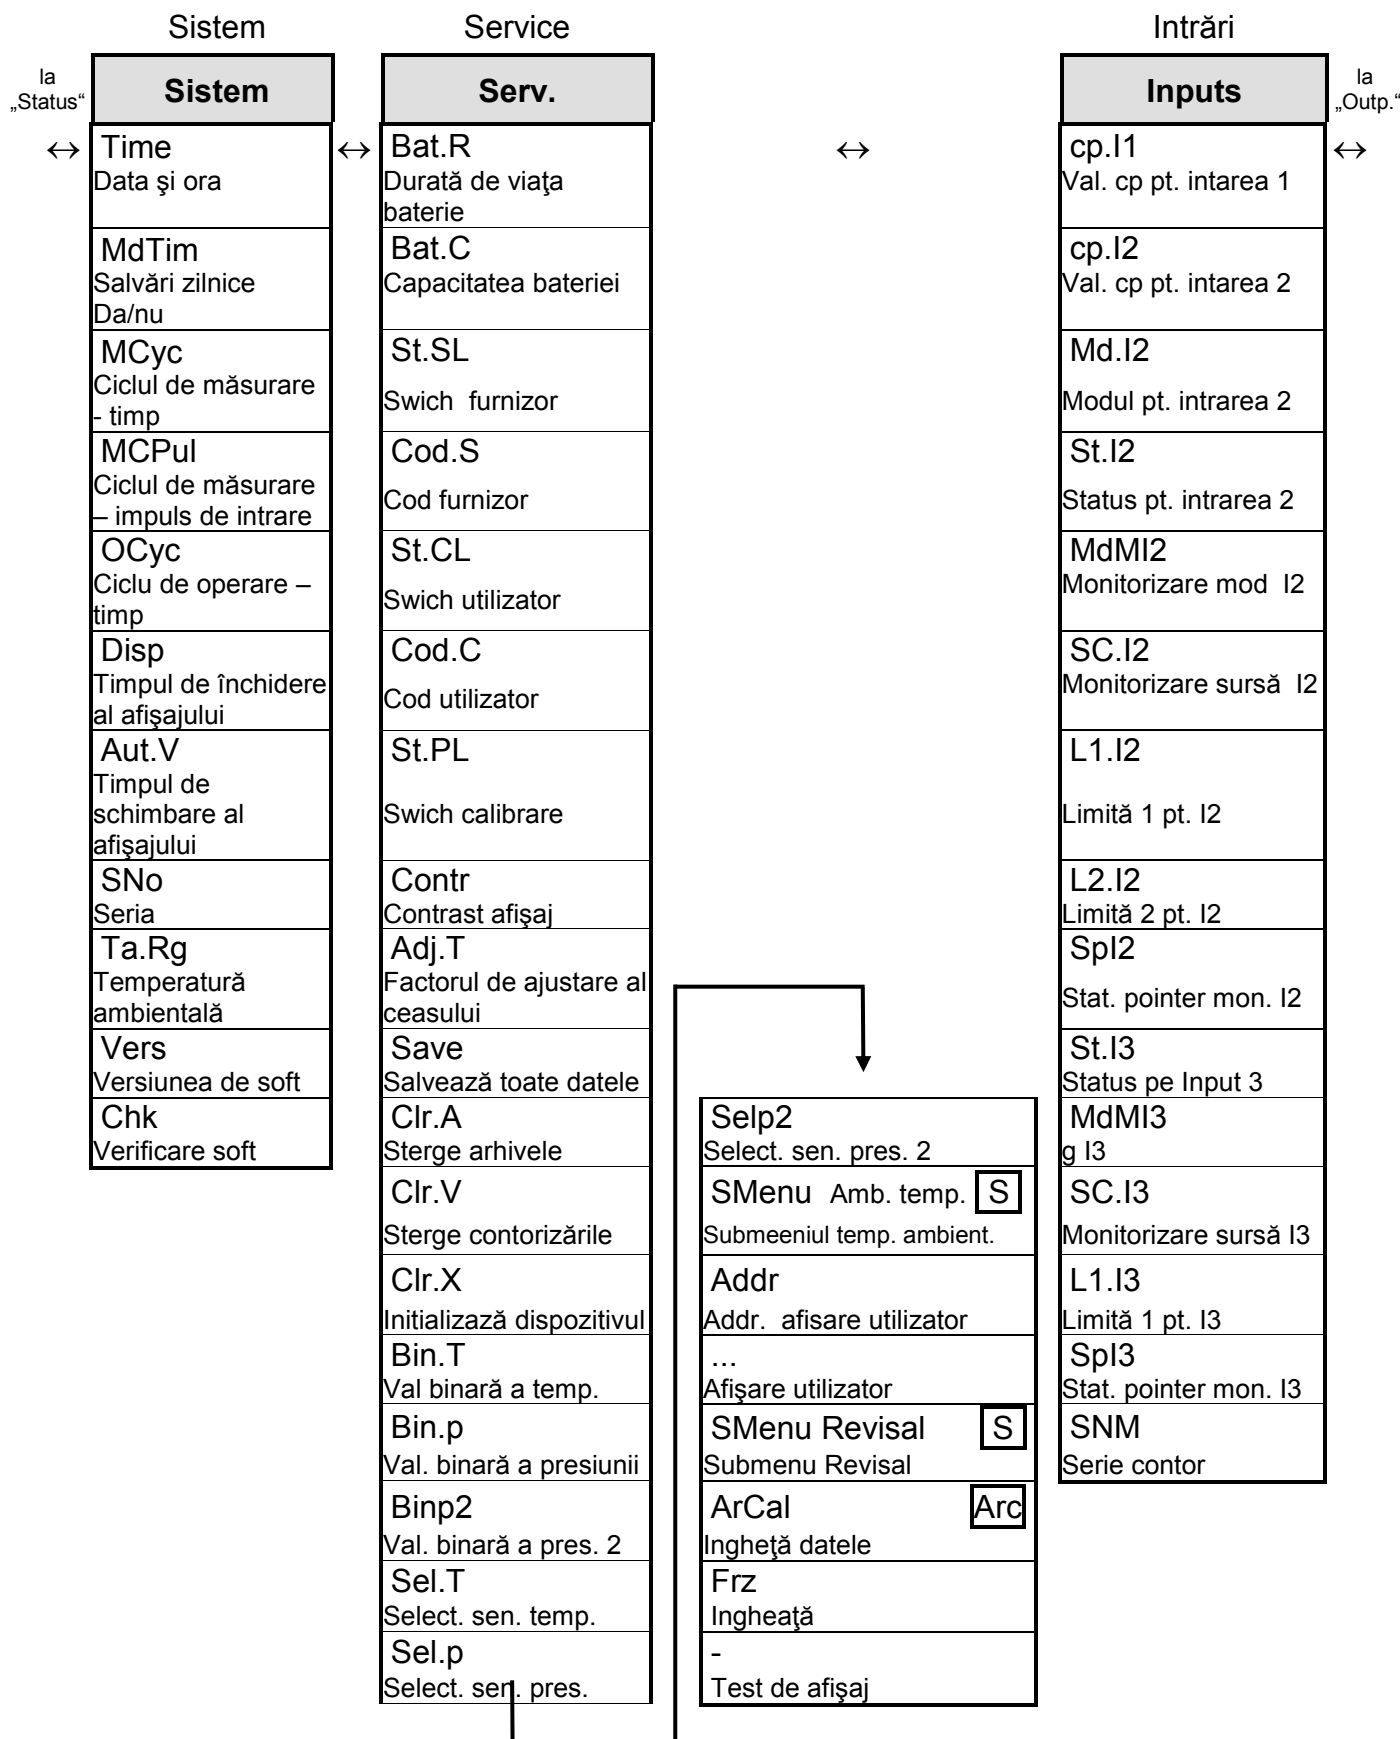 Sistem
Service
Intrări
la
„Status“
Sistem
Serv.
Inputs
la
„Outp.“
↔
Time
Data şi ora
MdTim
Salvări zilnice
Da/nu
MCyc
Ciclul de măsurare
- timp
MCPul
Ciclul de măsurare
– impuls de intrare
OCyc
Ciclu de operare –
timp
Disp
Timpul de închidere
al afişajului
Aut.V
Timpul de
schimbare al
afişajului
SNo
Seria
Ta.Rg
Temperatură
ambientală
Vers
Versiunea de soft
Chk
Verificare soft
↔
Bat.R
Durată de viaţa
baterie
Bat.C
Capacitatea bateriei
St.SL
Swich furnizor
Cod.S
Cod furnizor
St.CL
Swich utilizator
Cod.C
Cod utilizator
St.PL
Swich calibrare
Contr
Contrast afişaj
Adj.T
Factorul de ajustare al
ceasului
Save
Salvează toate datele
Clr.A
Sterge arhivele
Clr.V
Sterge contorizările
Clr.X
Initializază dispozitivul
Bin.T
Val binară a temp.
Bin.p
Val. binară a presiunii
Binp2
Val. binară a pres. 2
Sel.T
Select. sen. temp.
Sel.p
Select. sen. pres.
↔
Selp2
Select. sen. pres. 2
SMenu Amb. temp. S
Submeeniul temp. ambient.
Addr
Addr. afisare utilizator
...
Afişare utilizator
SMenu Revisal S
Submenu Revisal
ArCal Arc
Ingheţă datele
Frz
Ingheaţă
-
Test de afişaj
cp.I1
Val. cp pt. intarea 1
cp.I2
Val. cp pt. intarea 2
Md.I2
Modul pt. intrarea 2
St.I2
Status pt. intrarea 2
MdMI2
Monitorizare mod I2
SC.I2
Monitorizare sursă I2
L1.I2
Limită 1 pt. I2
L2.I2
Limită 2 pt. I2
SpI2
Stat. pointer mon. I2
St.I3
Status pe Input 3
MdMI3
g I3
SC.I3
Monitorizare sursă I3
L1.I3
Limită 1 pt. I3
SpI3
Stat. pointer mon. I3
SNM
Serie contor
↔